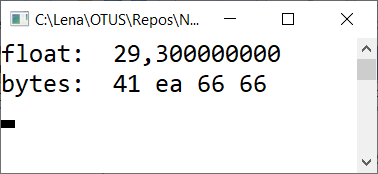 C:\Lena\OTUS\Repos\N...
float:  29,300000000
bytes:  41 ea 66 66